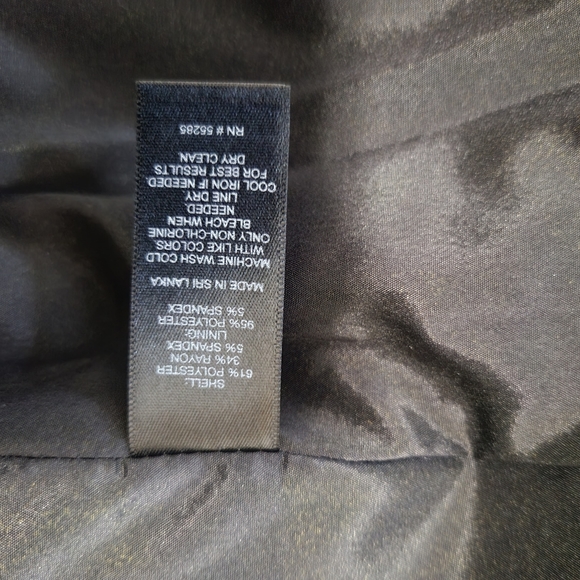 SHELL:
61% POLYESTER
34% RAYON
5% SPANDEX
LINING:
95% POLYESTER
5% SPANDEX
MADE IN SRI LANKA
MACHINE WASH COLD
WITH LIKE COLORS
ONLY NON-CHLORINE
BLEACH WHEN
NEEDED.
LINE DRY
COOL IRON IF NEEDED
FOR BEST RESULTS
DRY CLEAN
RN # 56285